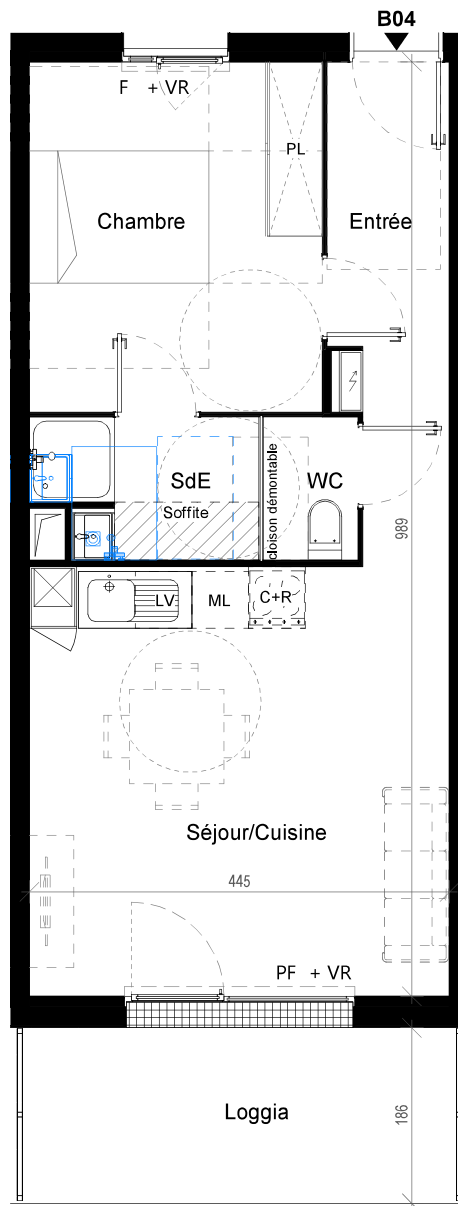 B04
F + VR
PL
Chambre
Entrée
SdE
Soffite
cloison démontable
WC
989
LV
ML
C+R
Séjour/Cuisine
445
PF + VR
Loggia
186